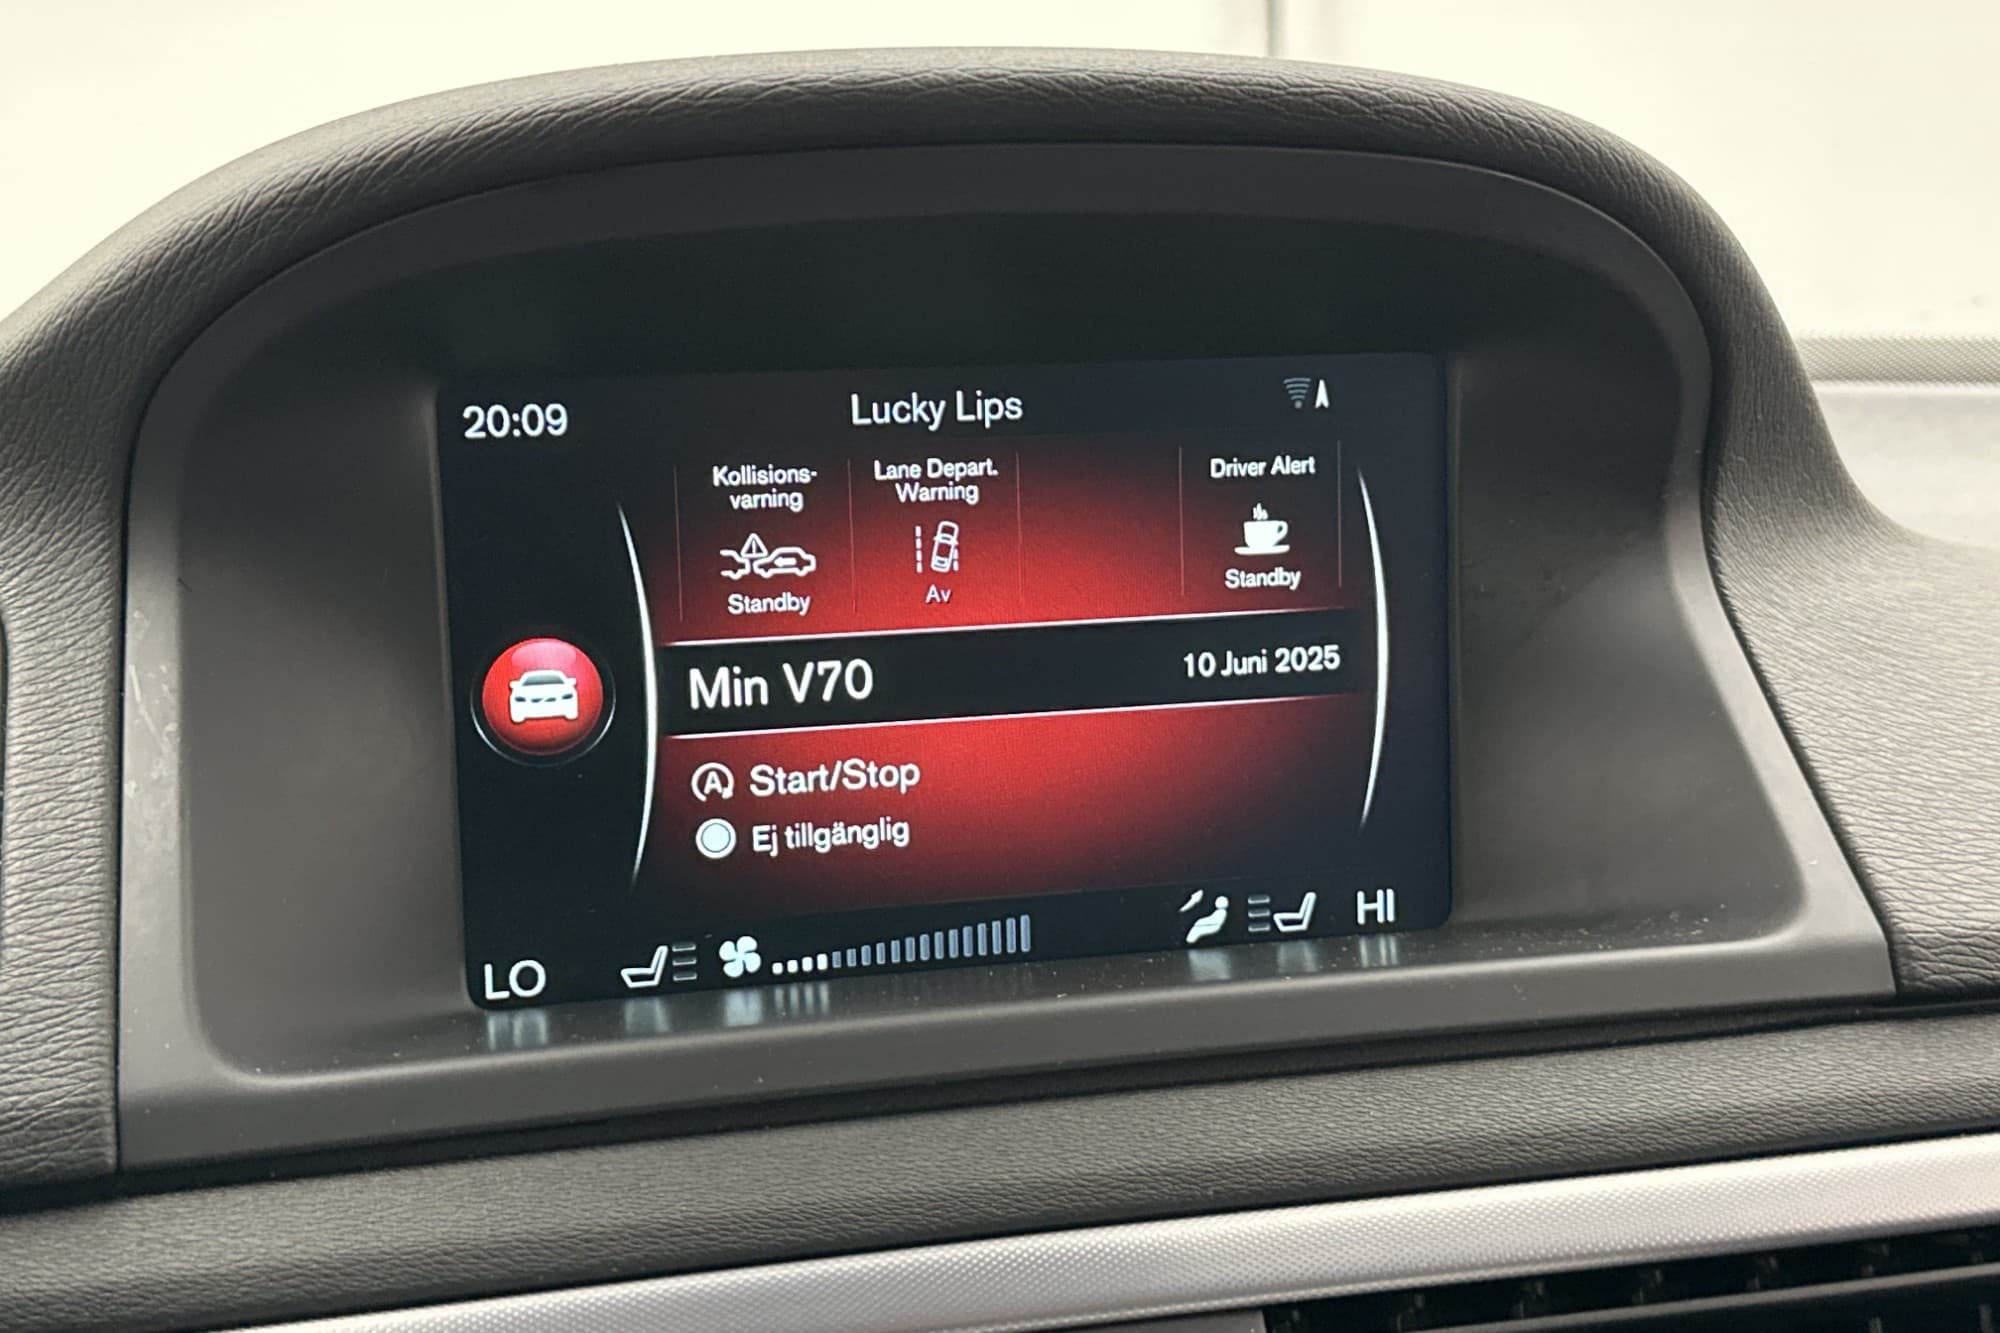 20:09
Lucky Lips
Kollisions-
varning
Standby
Lane Depart.
Warning
Av
Driver Alert
Standby
Min V70
10 Juni 2025
Start/Stop
Ej tillgänglig
LO
HI